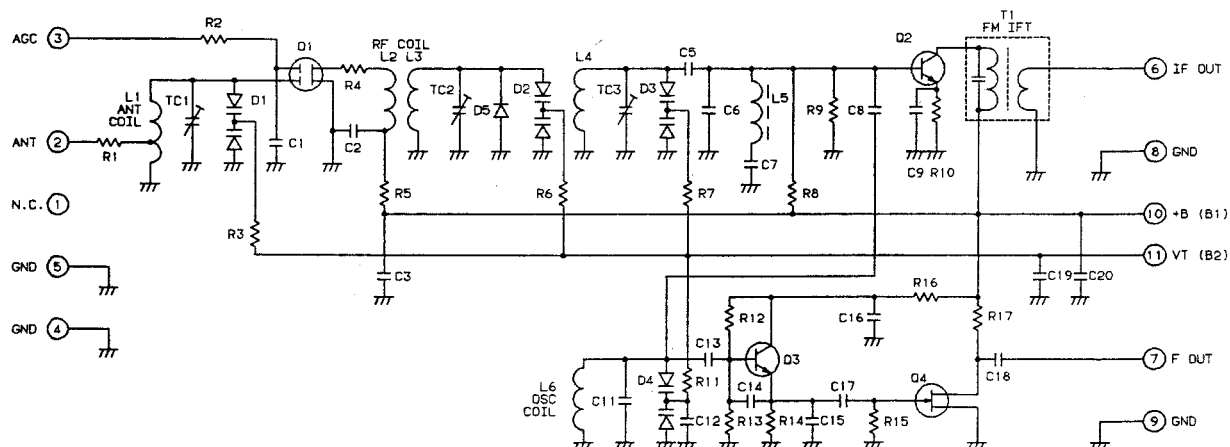 AGC 3
R2
Q1
RF COIL
L2 L3
R4
L4
C5
Q2
T1
FM IFT
6 IF OUT
L1
ANT
COIL
TC1
D1
TC2
D5
D2
TC3
D3
C6
L5
R9
C8
ANT 2
R1
C1
C2
C7
C9 R10
8 GND
N.C. 1
R3
R5
R6
R7
R8
10 +B (B1)
11 VT (B2)
GND 5
C3
C19
C20
R16
GND 4
R12
C16
R17
C13
Q3
7 F OUT
C18
L6
OSC
COIL
C11
D4
R11
C14
C17
Q4
C12
R13
R14
C15
R15
9 GND